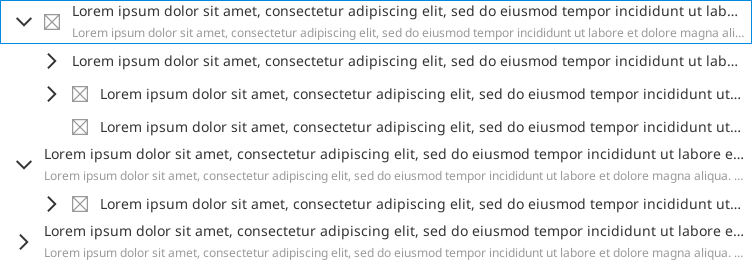 Lorem ipsum dolor sit amet, consectetur adipiscing elit, sed do eiusmod tempor incididunt ut lab...
Lorem ipsum dolor sit amet, consectetur adipiscing elit, sed do eiusmod tempor incididunt ut labore et dolore magna ali...
Lorem ipsum dolor sit amet, consectetur adipiscing elit, sed do eiusmod tempor incididunt ut lab...
Lorem ipsum dolor sit amet, consectetur adipiscing elit, sed do eiusmod tempor incididunt ut...
Lorem ipsum dolor sit amet, consectetur adipiscing elit, sed do eiusmod tempor incididunt ut...
Lorem ipsum dolor sit amet, consectetur adipiscing elit, sed do eiusmod tempor incididunt ut labore e...
Lorem ipsum dolor sit amet, consectetur adipiscing elit, sed do eiusmod tempor incididunt ut labore et dolore magna aliqua. ...
Lorem ipsum dolor sit amet, consectetur adipiscing elit, sed do eiusmod tempor incididunt ut...
Lorem ipsum dolor sit amet, consectetur adipiscing elit, sed do eiusmod tempor incididunt ut labore e...
Lorem ipsum dolor sit amet, consectetur adipiscing elit, sed do eiusmod tempor incididunt ut labore et dolore magna aliqua. ...